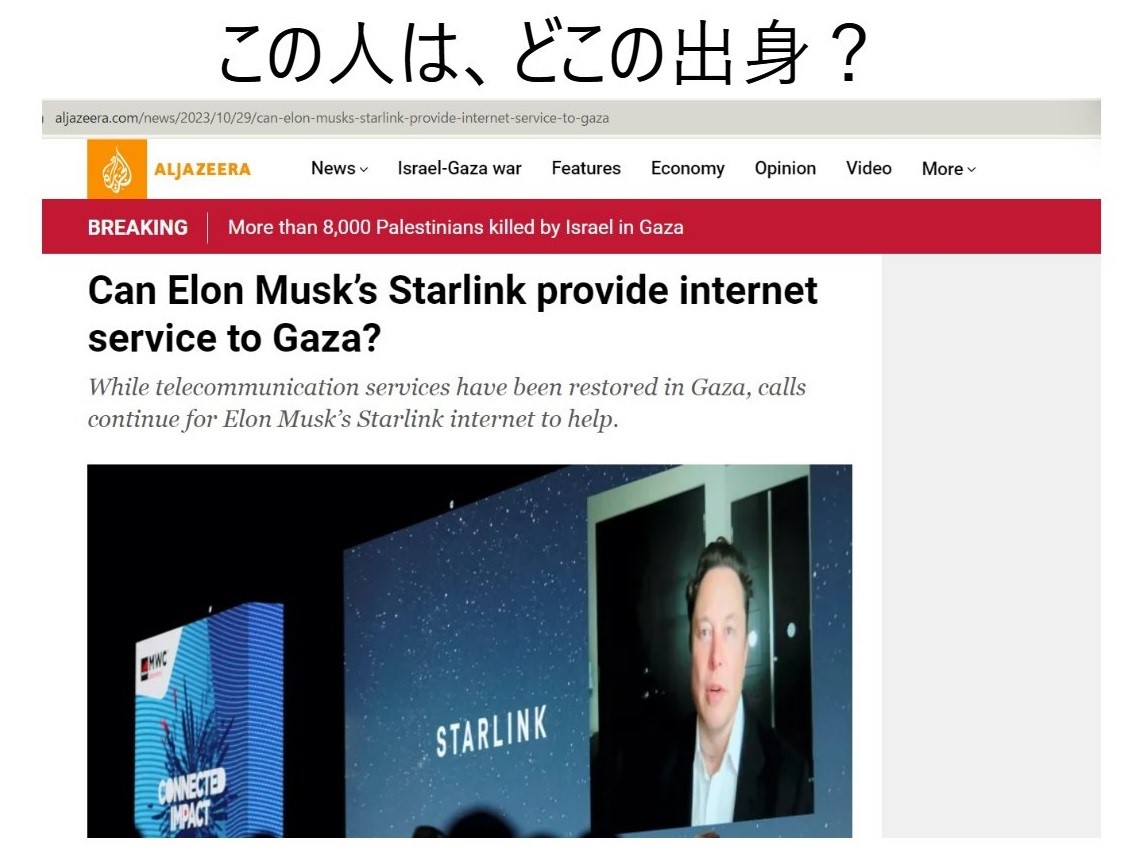 この人は、どこの出身？
aljazeera.com/news/2023/10/29/can-elon-musks-starlink-provide-internet-service-to-gaza
ALJAZEERA
News Israel-Gaza war Features Economy Opinion Video More
BREAKING More than 8,000 Palestinians killed by Israel in Gaza
Can Elon Musk’s Starlink provide internet
service to Gaza?
While telecommunication services have been restored in Gaza, calls
continue for Elon Musk’s Starlink internet to help.
MWC
STARLINK
CONNECTED
IMPACT